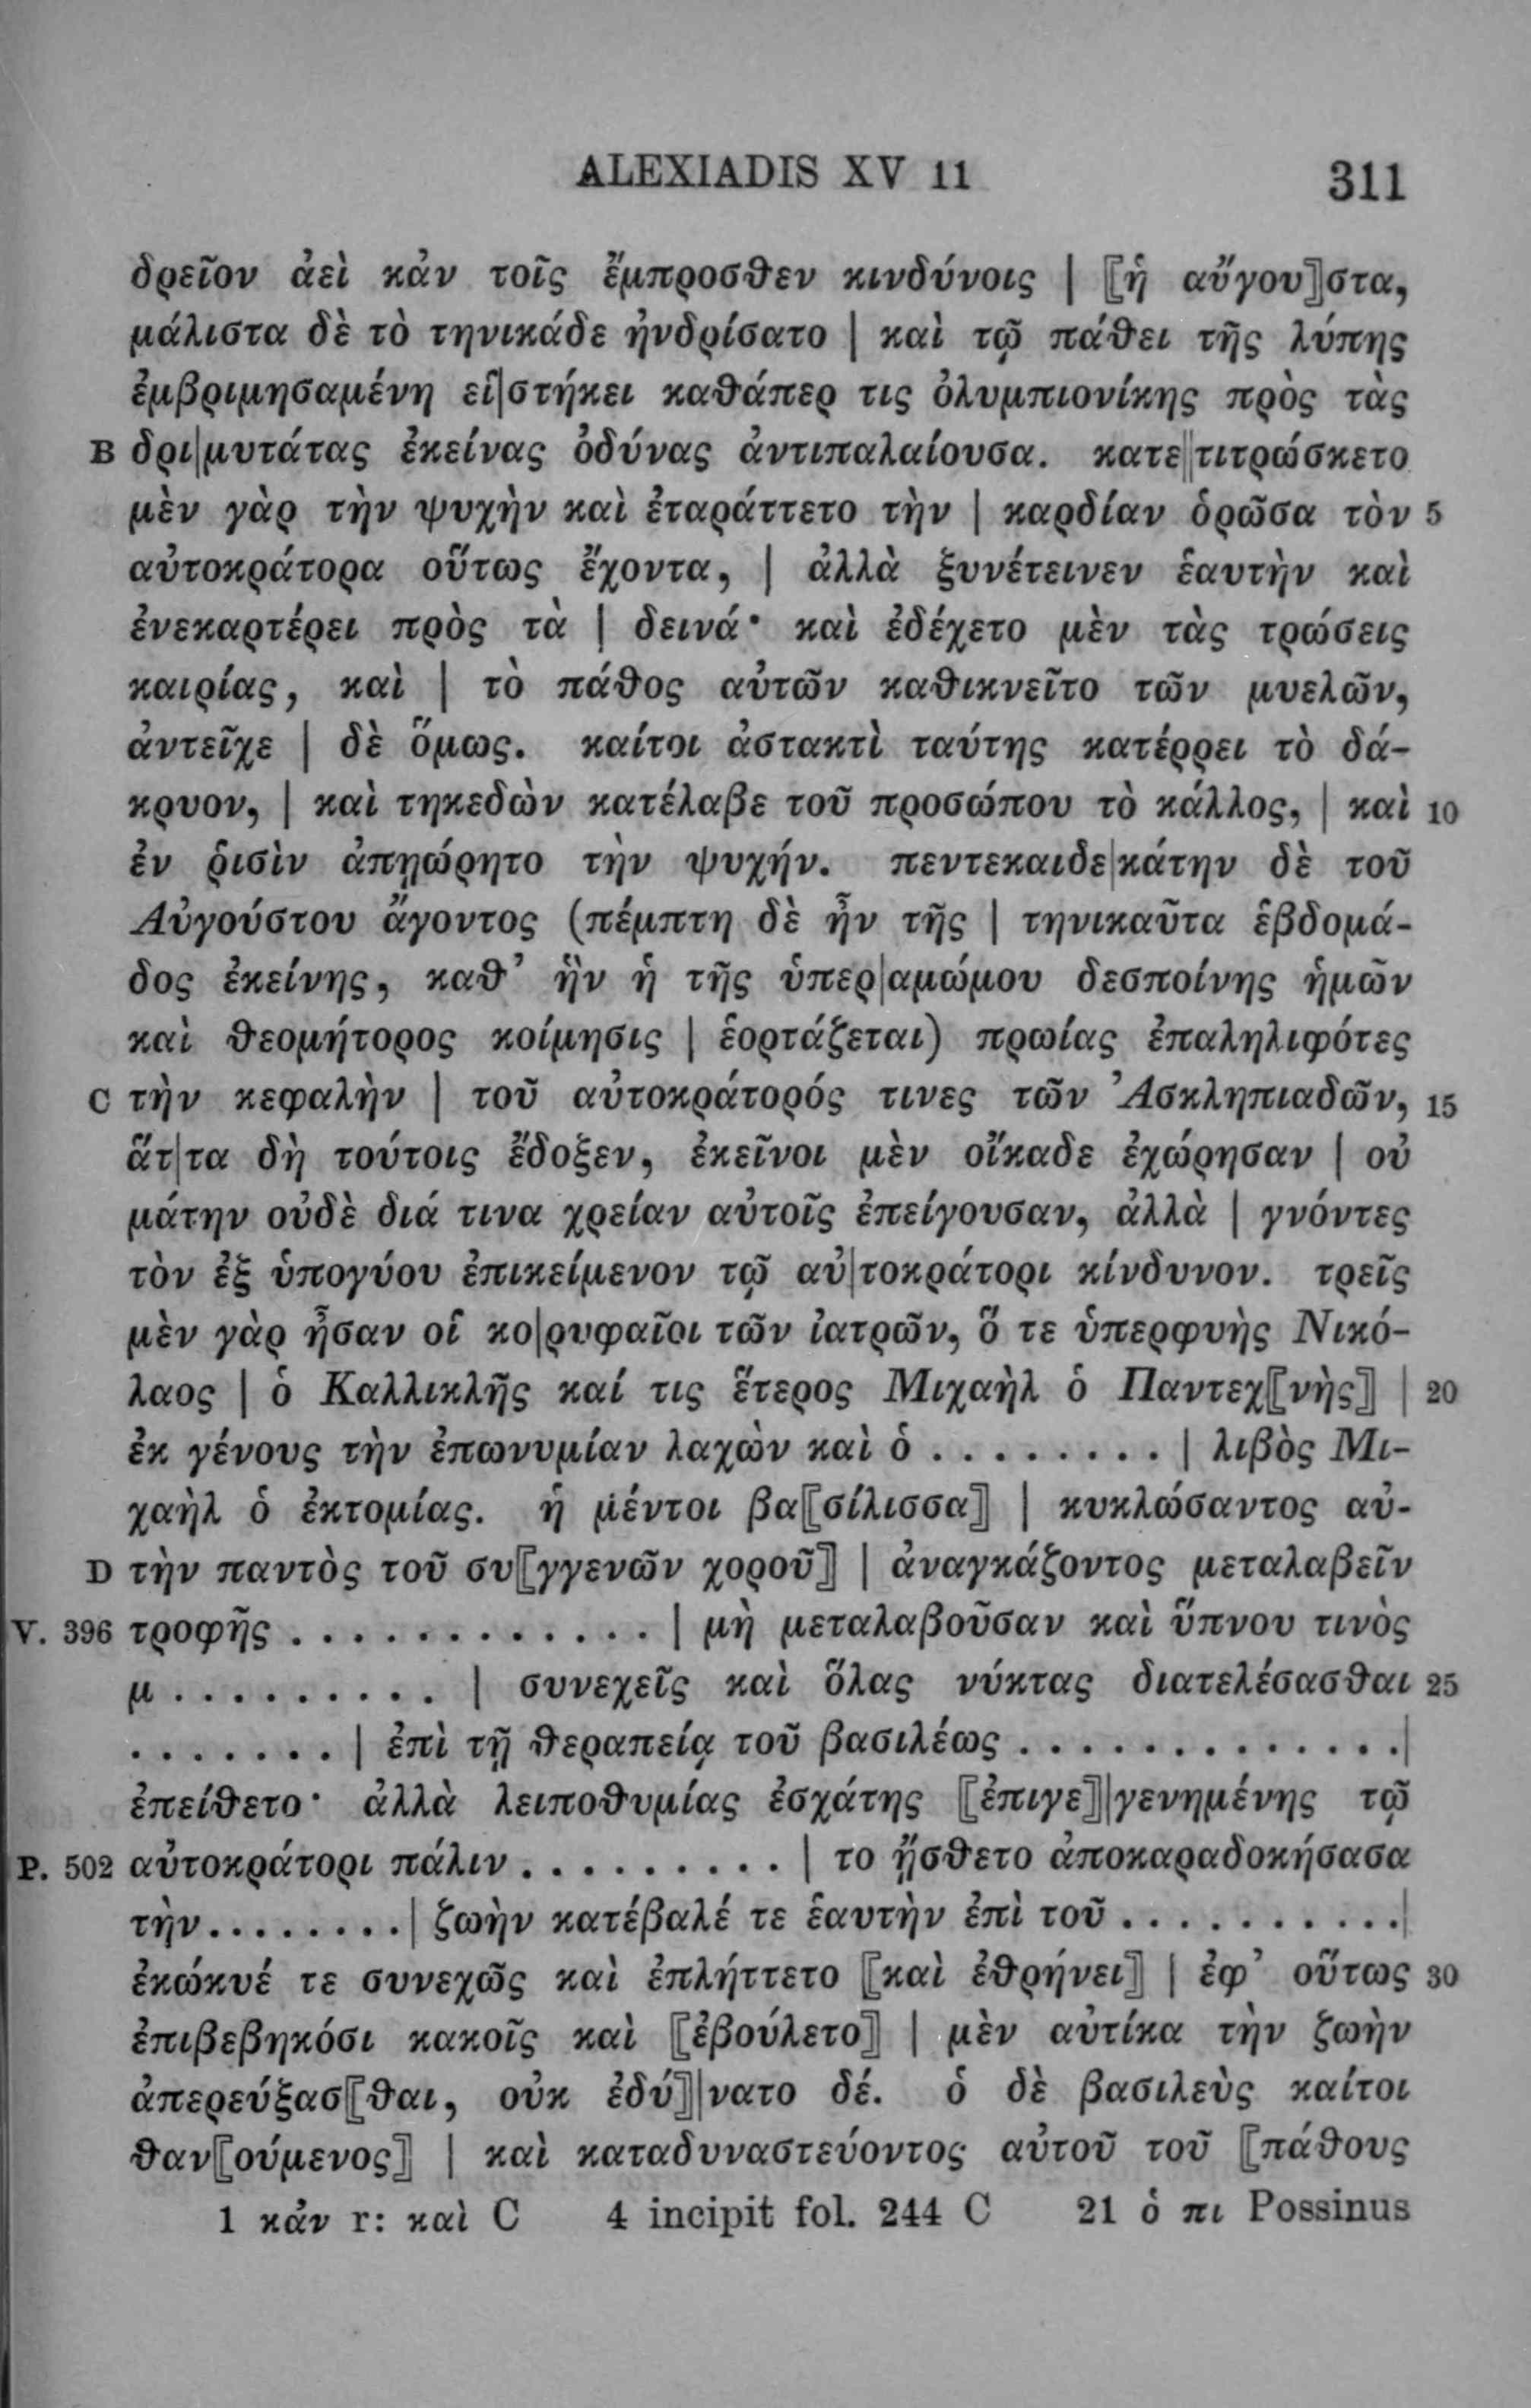 ALEXIADIS XV 11 311
δρεῖον ἀεὶ κἀν τοῖς ἔμπροσθεν κινδύνοις | ⟦ἡ αὔγου⟧στα,
μάλιστα δὲ τὸ τηνικάδε ἠνδρίσατο | καὶ τῷ πάθει τῆς λύπης
ἐμβριμησαμένη εἱ|στήκει καθάπερ τις ὀλυμπιονίκης πρὸς τὰς
B δρι|μυτάτας ἐκείνας ὀδύνας ἀντιπαλαίουσα. κατε||τιτρώσκετο
μὲν γὰρ τὴν ψυχὴν καὶ ἐταράττετο τὴν | καρδίαν ὁρῶσα τὸν 5
αὐτοκράτορα οὕτως ἔχοντα, | ἀλλὰ ξυνέτεινεν ἑαυτὴν καὶ
ἐνεκαρτέρει πρὸς τὰ | δεινά· καὶ ἐδέχετο μὲν τὰς τρώσεις
καιρίας, καὶ | τὸ πάθος αὐτῶν καθικνεῖτο τῶν μυελῶν,
ἀντεῖχε | δὲ ὅμως. καίτοι ἀστακτὶ ταύτης κατέρρει τὸ δά-
κρυον, | καὶ τηκεδὼν κατέλαβε τοῦ προσώπου τὸ κάλλος, | καὶ 10
ἐν ῥισὶν ἀπῃώρητο τὴν ψυχήν. πεντεκαιδε|κάτην δὲ τοῦ
Αὐγούστου ἄγοντος (πέμπτη δὲ ἦν τῆς | τηνικαῦτα ἑβδομά-
δος ἐκείνης, καθ’ ἣν ἡ τῆς ὑπερ|αμώμου δεσποίνης ἡμῶν
καὶ θεομήτορος κοίμησις | ἑορτάζεται) πρωίας ἐπαληλιφότες
C τὴν κεφαλὴν | τοῦ αὐτοκράτορός τινες τῶν Ἀσκληπιαδῶν, 15
ἅτ|τα δὴ τούτοις ἔδοξεν, ἐκεῖνοι μὲν οἴκαδε ἐχώρησαν | οὐ
μάτην οὐδὲ διά τινα χρείαν αὐτοῖς ἐπείγουσαν, ἀλλὰ | γνόντες
τὸν ἐξ ὑπογύου ἐπικείμενον τῷ αὐ|τοκράτορι κίνδυνον. τρεῖς
μὲν γὰρ ἦσαν οἱ κο|ρυφαῖοι τῶν ἰατρῶν, ὅ τε ὑπερφυὴς Νικό-
λαος | ὁ Καλλικλῆς καί τις ἕτερος Μιχαὴλ ὁ Παντεχ⟦νὴς⟧ | 20
ἐκ γένους τὴν ἐπωνυμίαν λαχὼν καὶ ὁ . . . . . . . . | λιβὸς Μι-
χαὴλ ὁ ἐκτομίας. ἡ μέντοι βα⟦σίλισσα⟧ | κυκλώσαντος αὐ-
D τὴν παντὸς τοῦ συ⟦γγενῶν χοροῦ⟧ | ἀναγκάζοντος μεταλαβεῖν
V. 396 τροφῆς . . . . . . . . . . . . . | μὴ μεταλαβοῦσαν καὶ ὕπνου τινὸς
μ . . . . . . . . . . | συνεχεῖς καὶ ὅλας νύκτας διατελέσασθαι 25
. . . . . . . | ἐπὶ τῇ θεραπείᾳ τοῦ βασιλέως . . . . . . . . . . . . . . |
ἐπείθετο· ἀλλὰ λειποθυμίας ἐσχάτης ⟦ἐπιγε⟧|γενημένης τῷ
P. 502 αὐτοκράτορι πάλιν . . . . . . . . . . | το ᾔσθετο ἀποκαραδοκήσασα
τὴν . . . . . . . . | ζωὴν κατέβαλέ τε ἑαυτὴν ἐπὶ τοῦ . . . . . . . . . . . |
ἐκώκυέ τε συνεχῶς καὶ ἐπλήττετο ⟦καὶ ἐθρήνει⟧ | ἐφ’ οὕτως 30
ἐπιβεβηκόσι κακοῖς καὶ ⟦ἐβούλετο⟧ | μὲν αὐτίκα τὴν ζωὴν
ἀπερεύξασ⟦θαι, οὐκ ἐδύ⟧|νατο δέ. ὁ δὲ βασιλεὺς καίτοι
θαν⟦ούμενος⟧ | καὶ καταδυναστεύοντος αὐτοῦ τοῦ ⟦πάθους
1 κἀν r: καὶ C 4 incipit fol. 244 C 21 ὁ πι Possinus